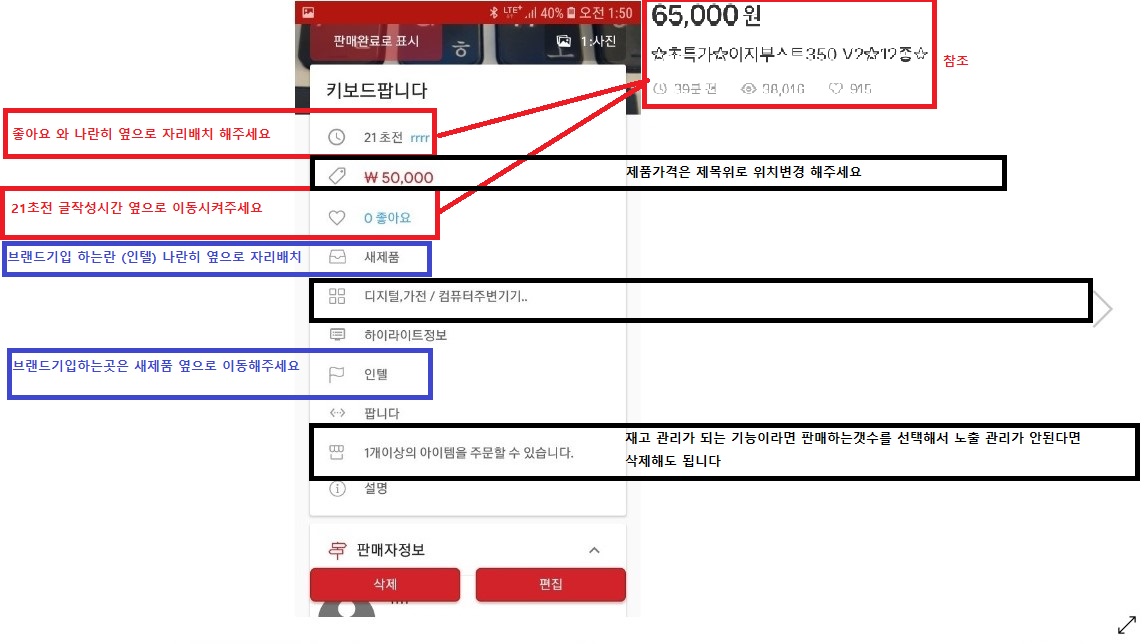 LTE+ 40% 오전 1:50
판매완료로 표시
ㅎ
1:사진
65,000원
☆초특가☆이지부스트350 V2☆12종☆
39분 전 38,016 915
참조
키보드팝니다
좋아요 와 나란히 옆으로 자리배치 해주세요
21초전 rrrr
₩ 50,000
제품가격은 제목위로 위치변경 해주세요
21초전 글작성시간 옆으로 이동시켜주세요
0 좋아요
브랜드기입 하는란 (인텔) 나란히 옆으로 자리배치
새제품
디지털,가전 / 컴퓨터주변기기..
하이라이트정보
브랜드기입하는곳은 새제품 옆으로 이동해주세요
인텔
팝니다
재고 관리가 되는 기능이라면 판매하는갯수를 선택해서 노출 관리가 안된다면
삭제해도 됩니다
1개이상의 아이템을 주문할 수 있습니다.
설명
판매자정보
삭제
편집